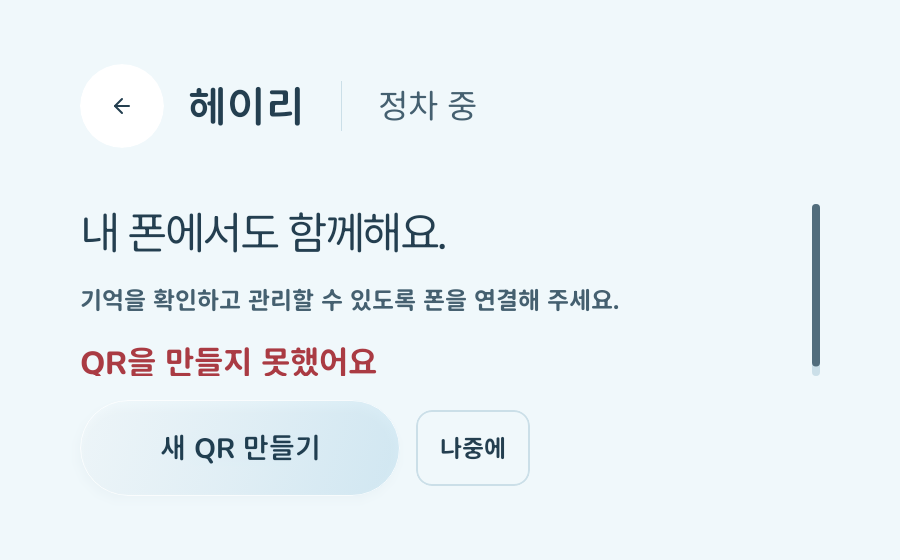 헤이리 정차 중
내 폰에서도 함께해요.
기억을 확인하고 관리할 수 있도록 폰을 연결해 주세요.
QR을 만들지 못했어요
새 QR 만들기 나중에